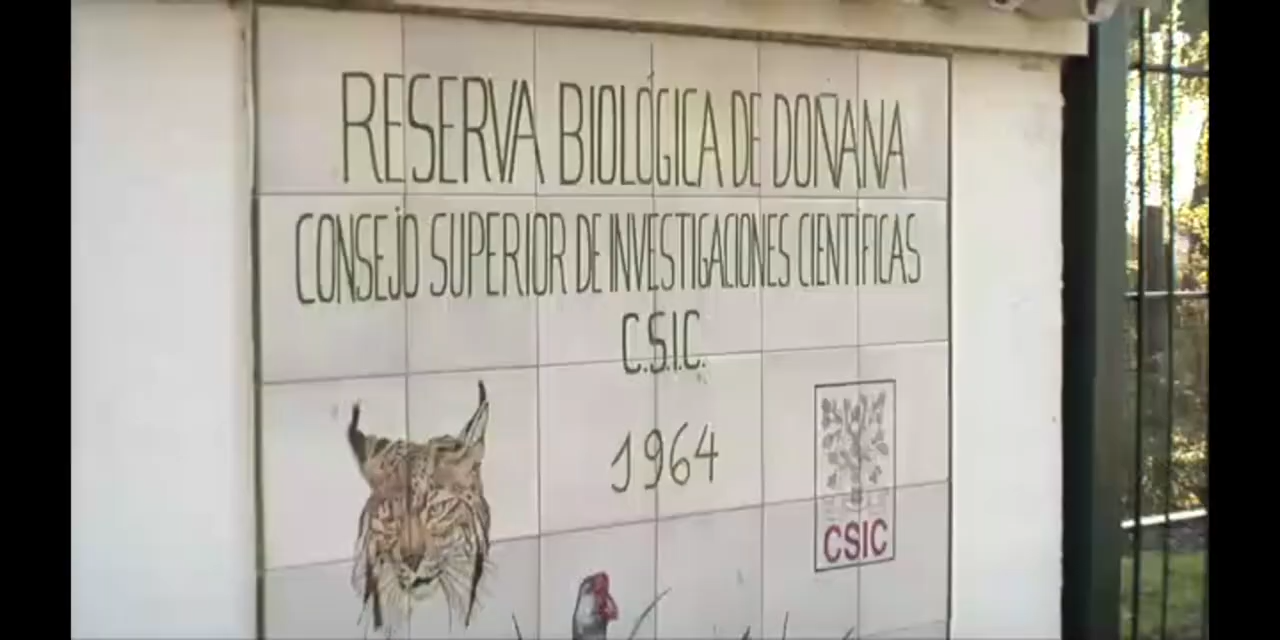 RESERVA BIOLÓGICA DE DOÑANA
CONSEJO SUPERIOR DE INVESTIGACIONES CIENTÍFICAS
C.S.I.C.
1964
CSIC